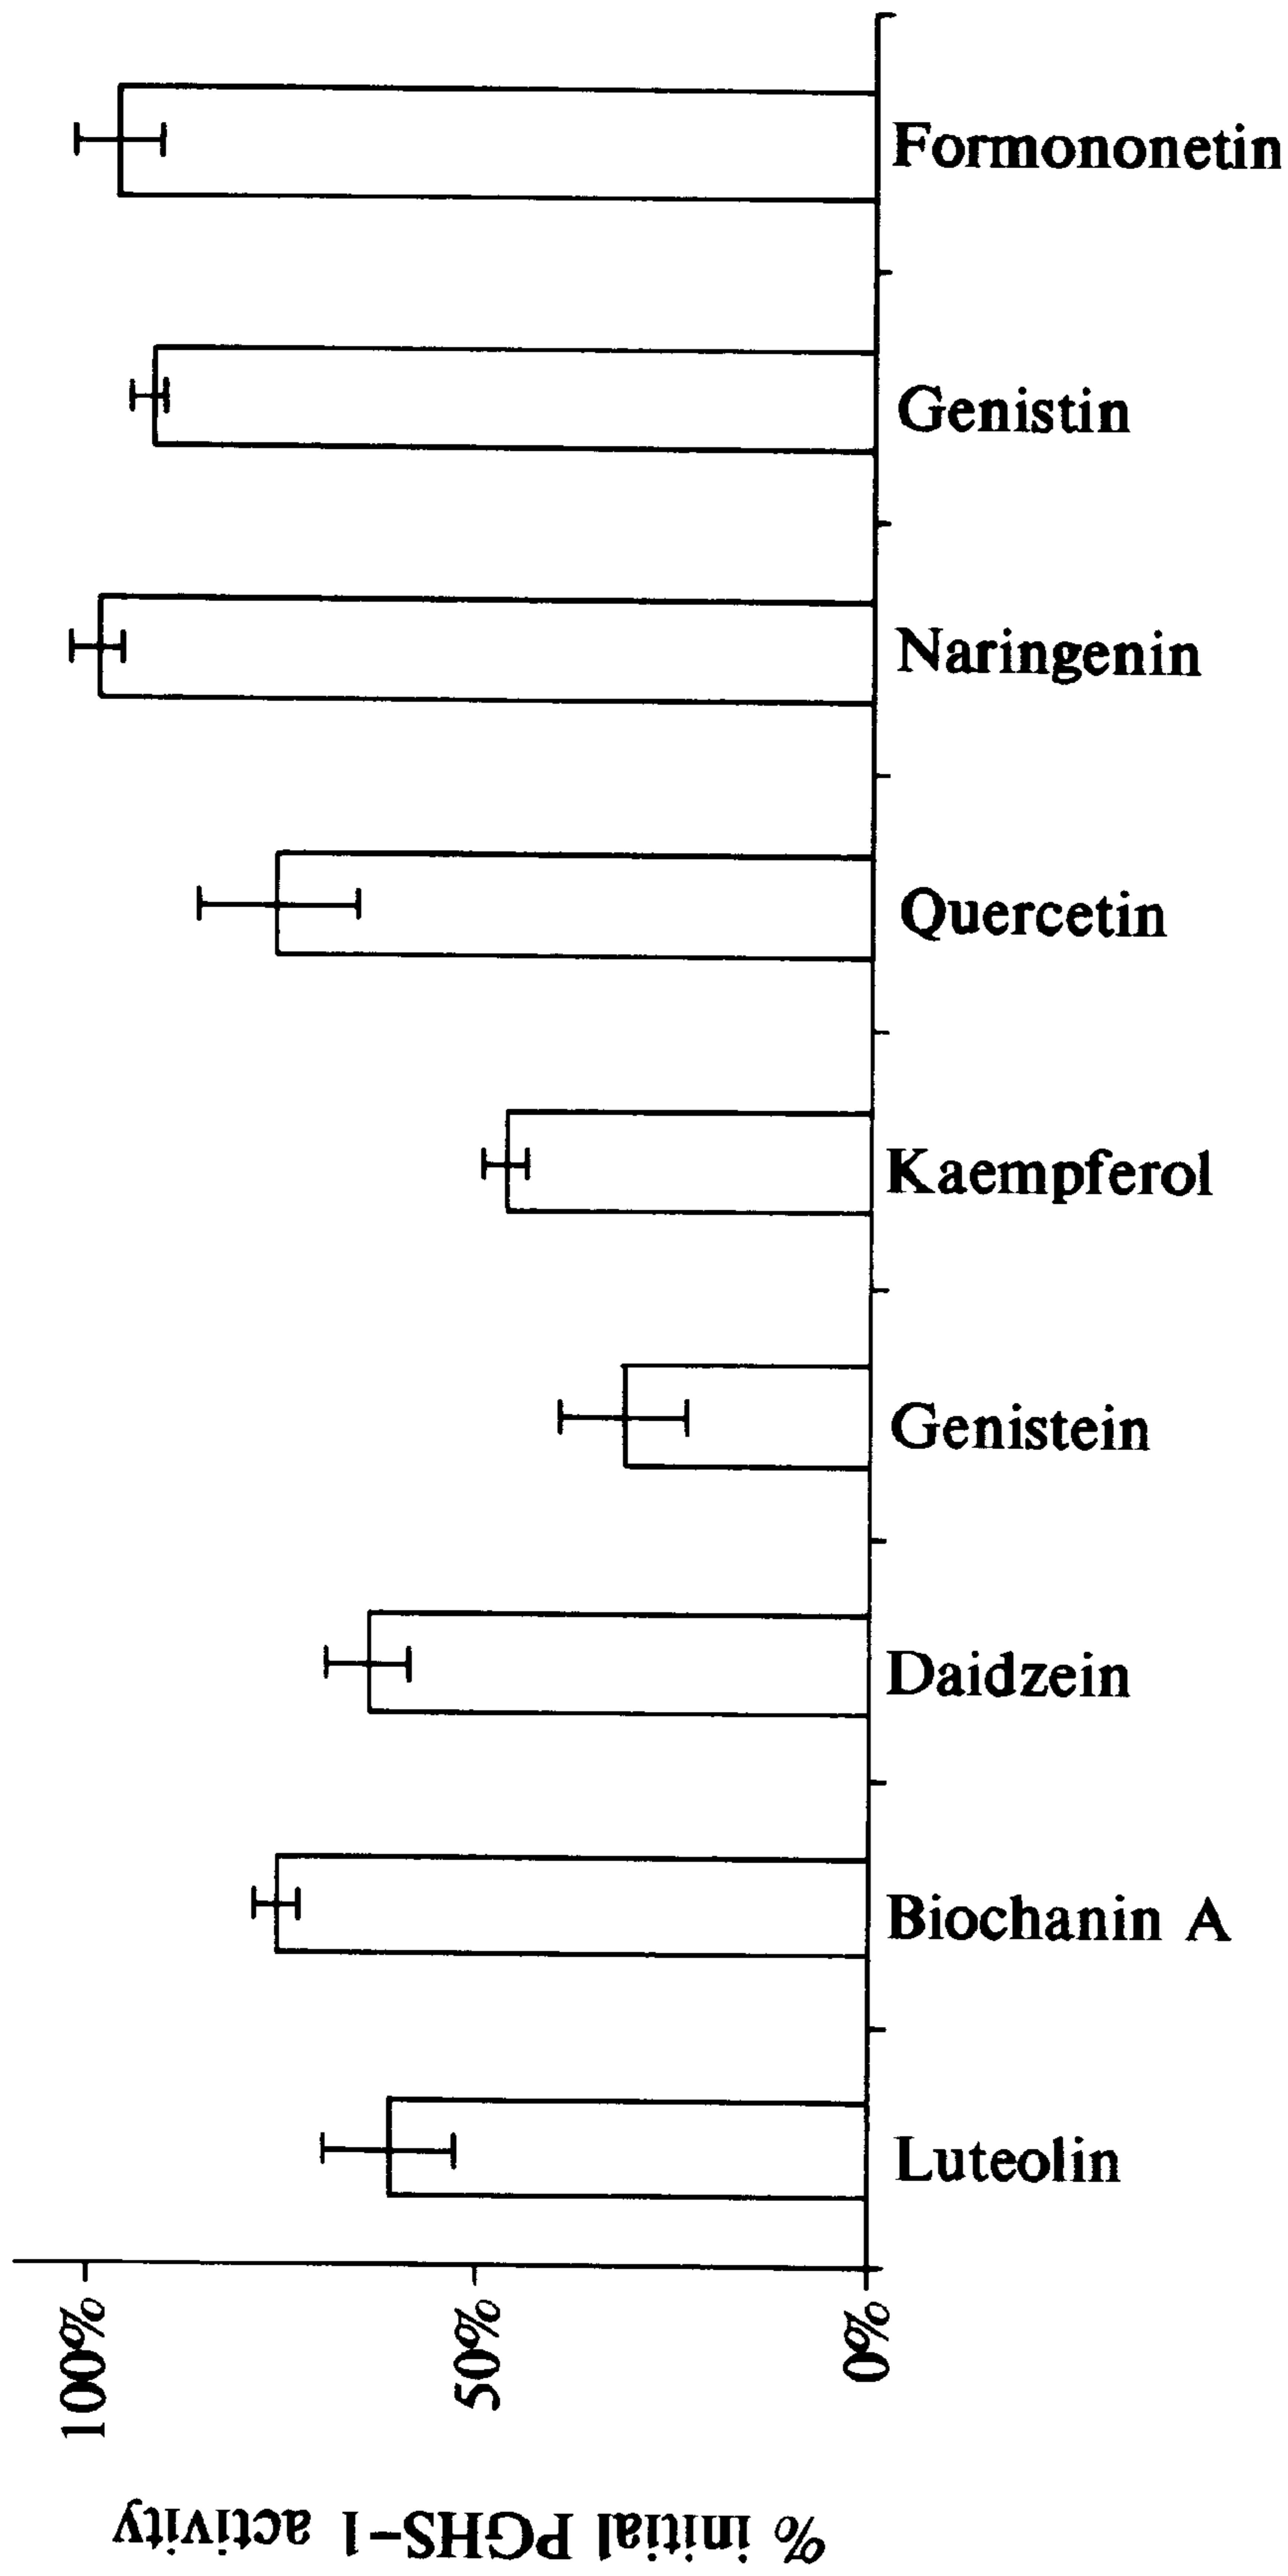 Formononetin
Genistin
Naringenin
Quercetin
Kaempferol
Genistein
Daidzein
Biochanin A
Luteolin
100%
50%
0%
% initial PGHS-1 activity